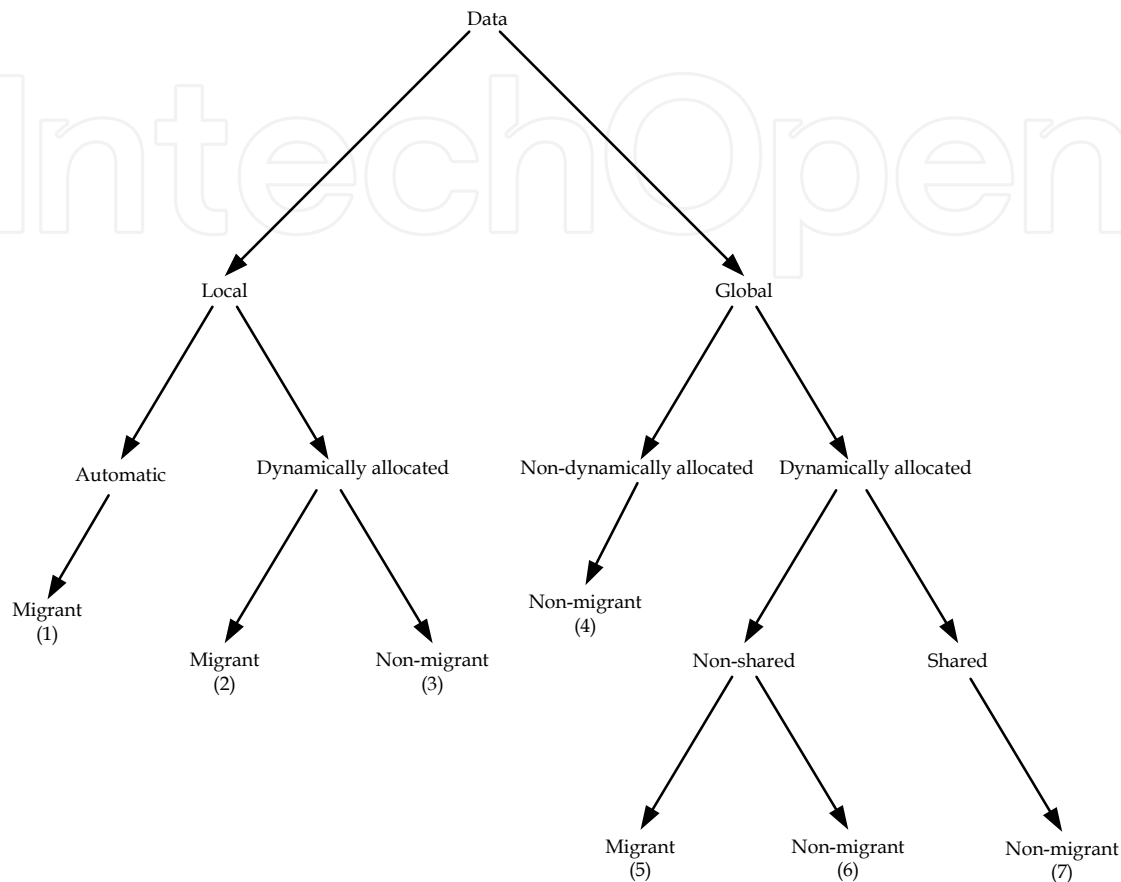 Data
IntechOpen
Local
Global
Automatic
Dynamically allocated
Non-dynamically allocated
Dynamically allocated
Migrant
(1)
Non-migrant
(4)
Migrant
(2)
Non-migrant
(3)
Non-shared
Shared
Migrant
(5)
Non-migrant
(6)
Non-migrant
(7)